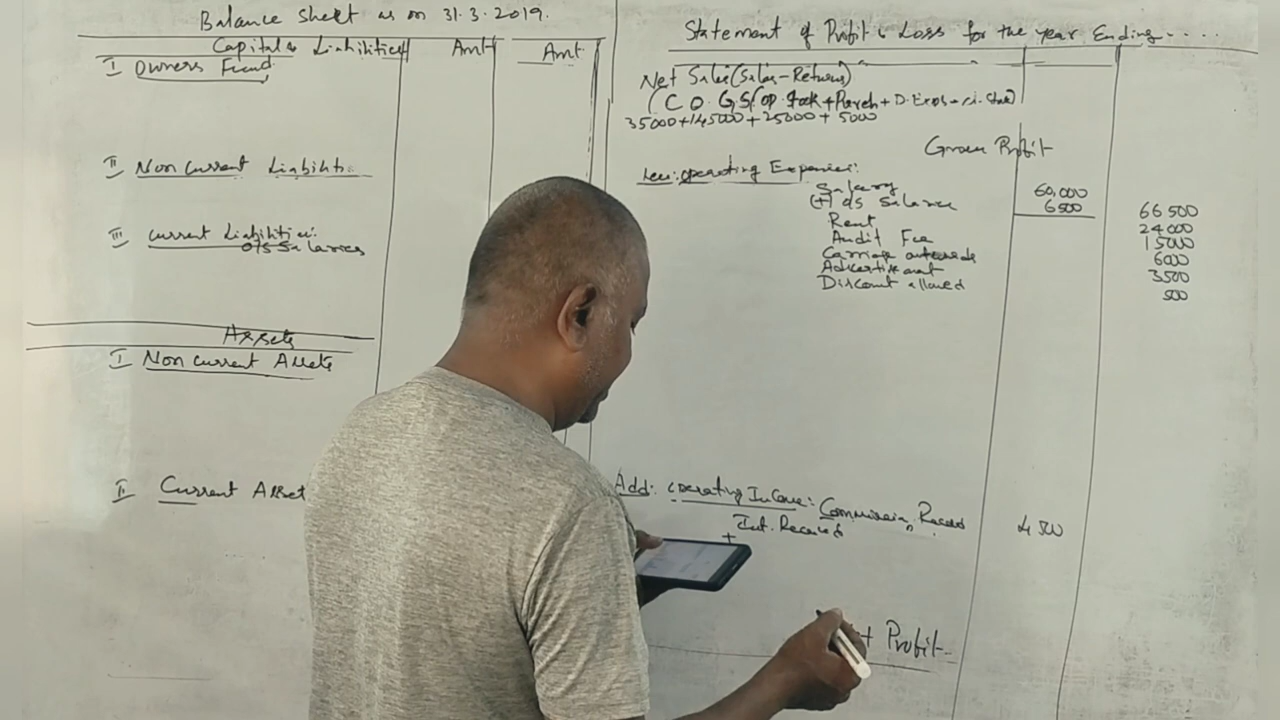 Balance Sheet as on 31.3.2019.
Capital & Liabilities Amt Amt
I Owners Fund
II Non Current Liabilit
III Current Liabilities:
o/s Salaries
Assets
I Non Current Assets
II Current Asset
Statement of Profit & Loss for the year Ending....
Net Sales (Sales - Returns)
(C.O.G.S (Op. Stock + Purch + D. Exps - cl. Stock)
35000+145000+25000+5000
Gross Profit
Less: operating Expenses:
Salary 60,000
(+) o/s Salaries 6500 66500
Rent 24000
Audit Fee 15000
Carriage outwards 6000
Advertisement 3500
Discount allowed 500
Add: operating Income: Commission Received 4500
Int. Received
+
Profit